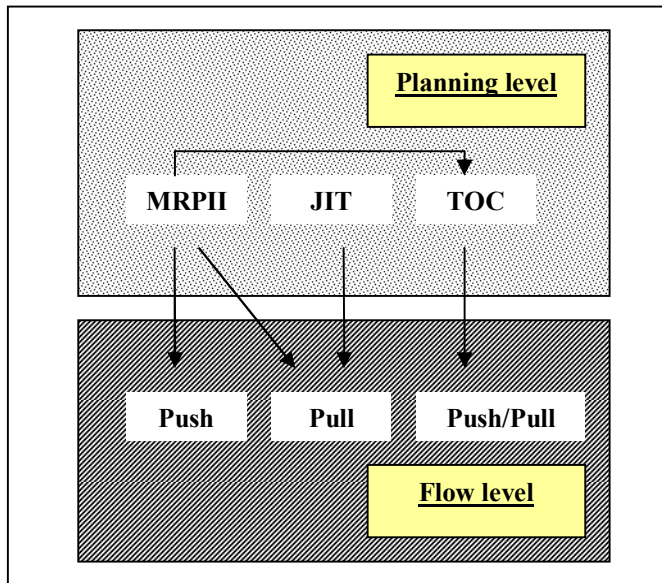 Planning level
MRPII JIT TOC
Push Pull Push/Pull
Flow level